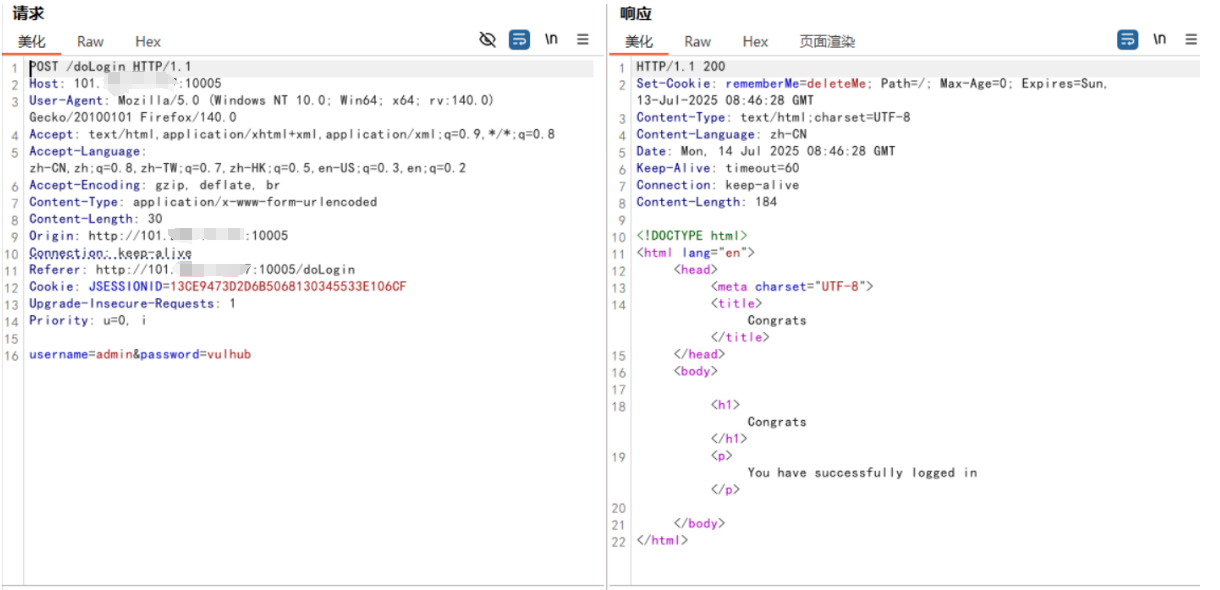 请求
美化 Raw Hex \n
1 POST /doLogin HTTP/1.1
2 Host: 101. :10005
3 User-Agent: Mozilla/5.0 (Windows NT 10.0; Win64; x64; rv:140.0)
Gecko/20100101 Firefox/140.0
4 Accept: text/html,application/xhtml+xml,application/xml;q=0.9,*/*;q=0.8
5 Accept-Language:
zh-CN,zh;q=0.8,zh-TW;q=0.7,zh-HK;q=0.5,en-US;q=0.3,en;q=0.2
6 Accept-Encoding: gzip, deflate, br
7 Content-Type: application/x-www-form-urlencoded
8 Content-Length: 30
9 Origin: http://101. :10005
10 Connection: keep-alive
11 Referer: http://101. 7:10005/doLogin
12 Cookie: JSESSIONID=13CE9473D2D6B5068130345533E106CF
13 Upgrade-Insecure-Requests: 1
14 Priority: u=0, i
15
16 username=admin&password=vulhub
响应
美化 Raw Hex 页面渲染 \n
1 HTTP/1.1 200
2 Set-Cookie: rememberMe=deleteMe; Path=/; Max-Age=0; Expires=Sun,
13-Jul-2025 08:46:28 GMT
3 Content-Type: text/html;charset=UTF-8
4 Content-Language: zh-CN
5 Date: Mon, 14 Jul 2025 08:46:28 GMT
6 Keep-Alive: timeout=60
7 Connection: keep-alive
8 Content-Length: 184
9
10 <!DOCTYPE html>
11 <html lang="en">
12 <head>
13 <meta charset="UTF-8">
14 <title>
Congrats
</title>
15 </head>
16 <body>
17
18 <h1>
Congrats
</h1>
19 <p>
You have successfully logged in
</p>
20
21 </body>
22 </html>